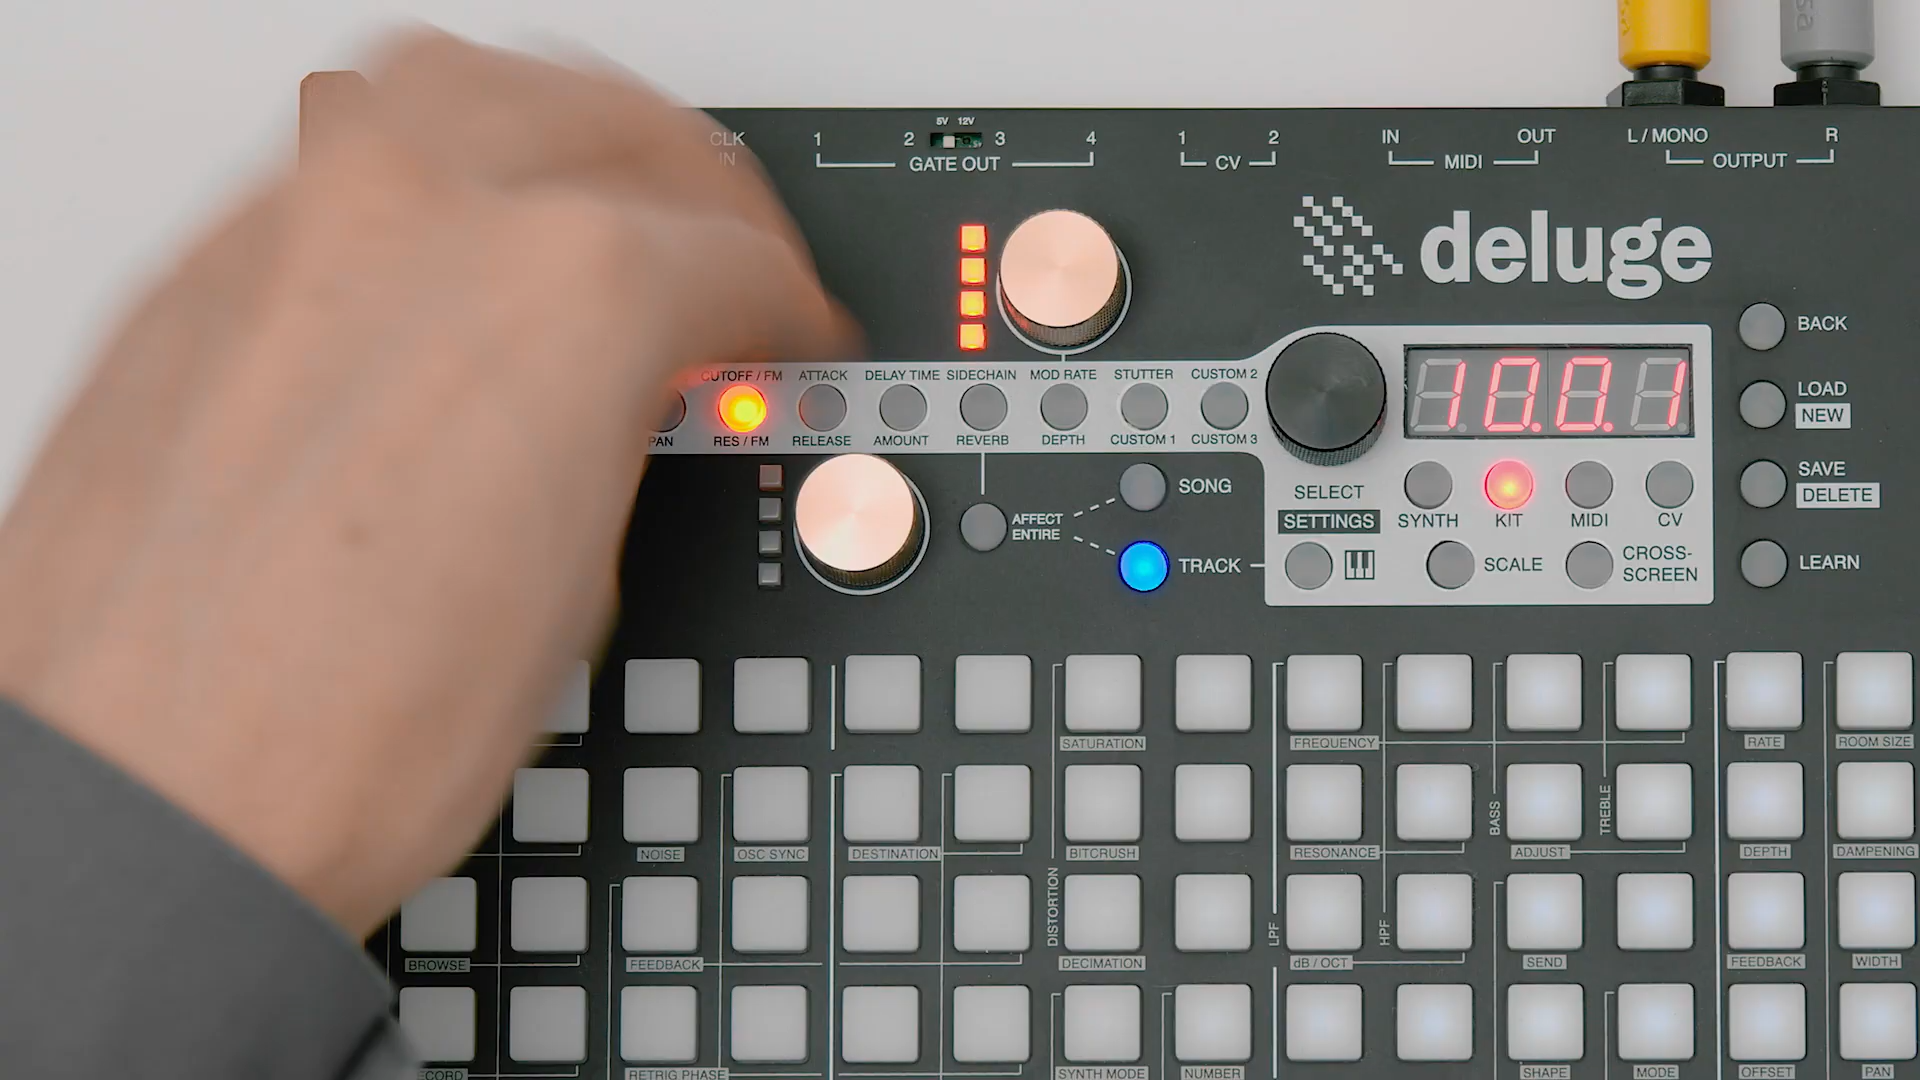 5V 12V
CLK
IN
1 2 3 4
GATE OUT
1 2
CV
IN OUT
MIDI
L / MONO R
OUTPUT
deluge
BACK
LOAD
NEW
SAVE
DELETE
LEARN
CUTOFF / FM ATTACK DELAY TIME SIDECHAIN MOD RATE STUTTER CUSTOM 2
PAN RES / FM RELEASE AMOUNT REVERB DEPTH CUSTOM 1 CUSTOM 3
10.0.1
SELECT
SETTINGS
SYNTH KIT MIDI CV
SCALE
CROSS-
SCREEN
AFFECT
ENTIRE
SONG
TRACK
SATURATION FREQUENCY RATE ROOM SIZE
BASS
TREBLE
NOISE OSC SYNC DESTINATION BITCRUSH RESONANCE ADJUST DEPTH DAMPENING
DISTORTION
LPF
HPF
BROWSE FEEDBACK DECIMATION dB / OCT SEND FEEDBACK WIDTH
RETRIG PHASE SYNTH MODE NUMBER SHAPE MODE OFFSET PAN